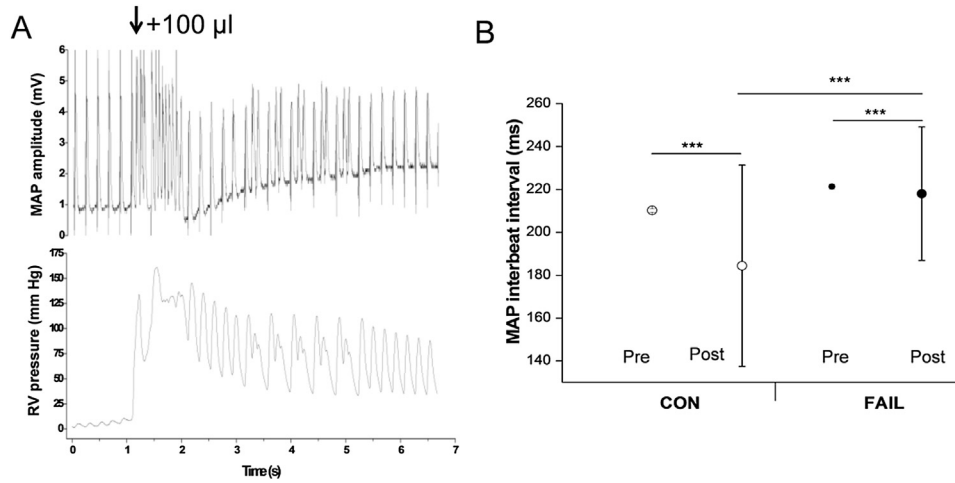 A
↓+100 µl
MAP amplitude (mV)
6
5
4
3
2
1
0
RV pressure (mm Hg)
175
150
125
100
75
50
25
0
0 1 2 3 4 5 6 7
Time(s)
B
MAP interbeat interval (ms)
260
240
220
200
180
160
140
***
***
***
Pre Post Pre Post
CON FAIL